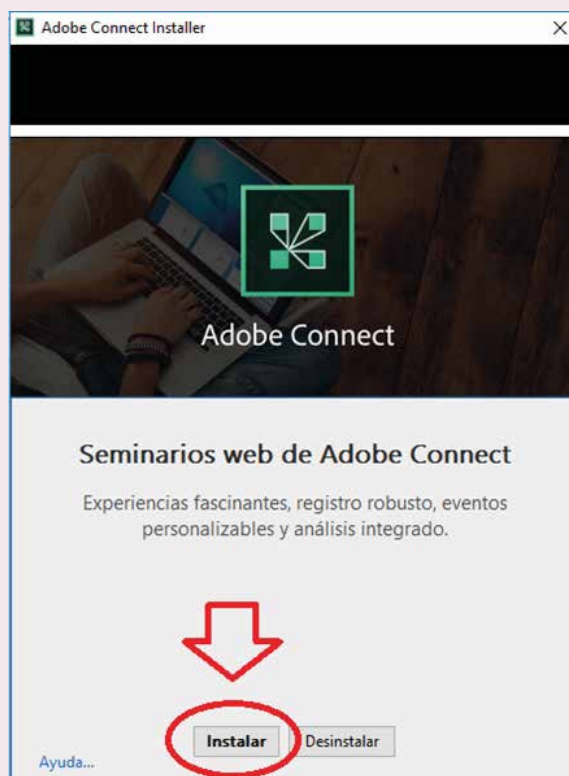 Adobe Connect Installer
Adobe Connect
Seminarios web de Adobe Connect
Experiencias fascinantes, registro robusto, eventos
personalizables y análisis integrado.
Instalar
Desinstalar
Ayuda...